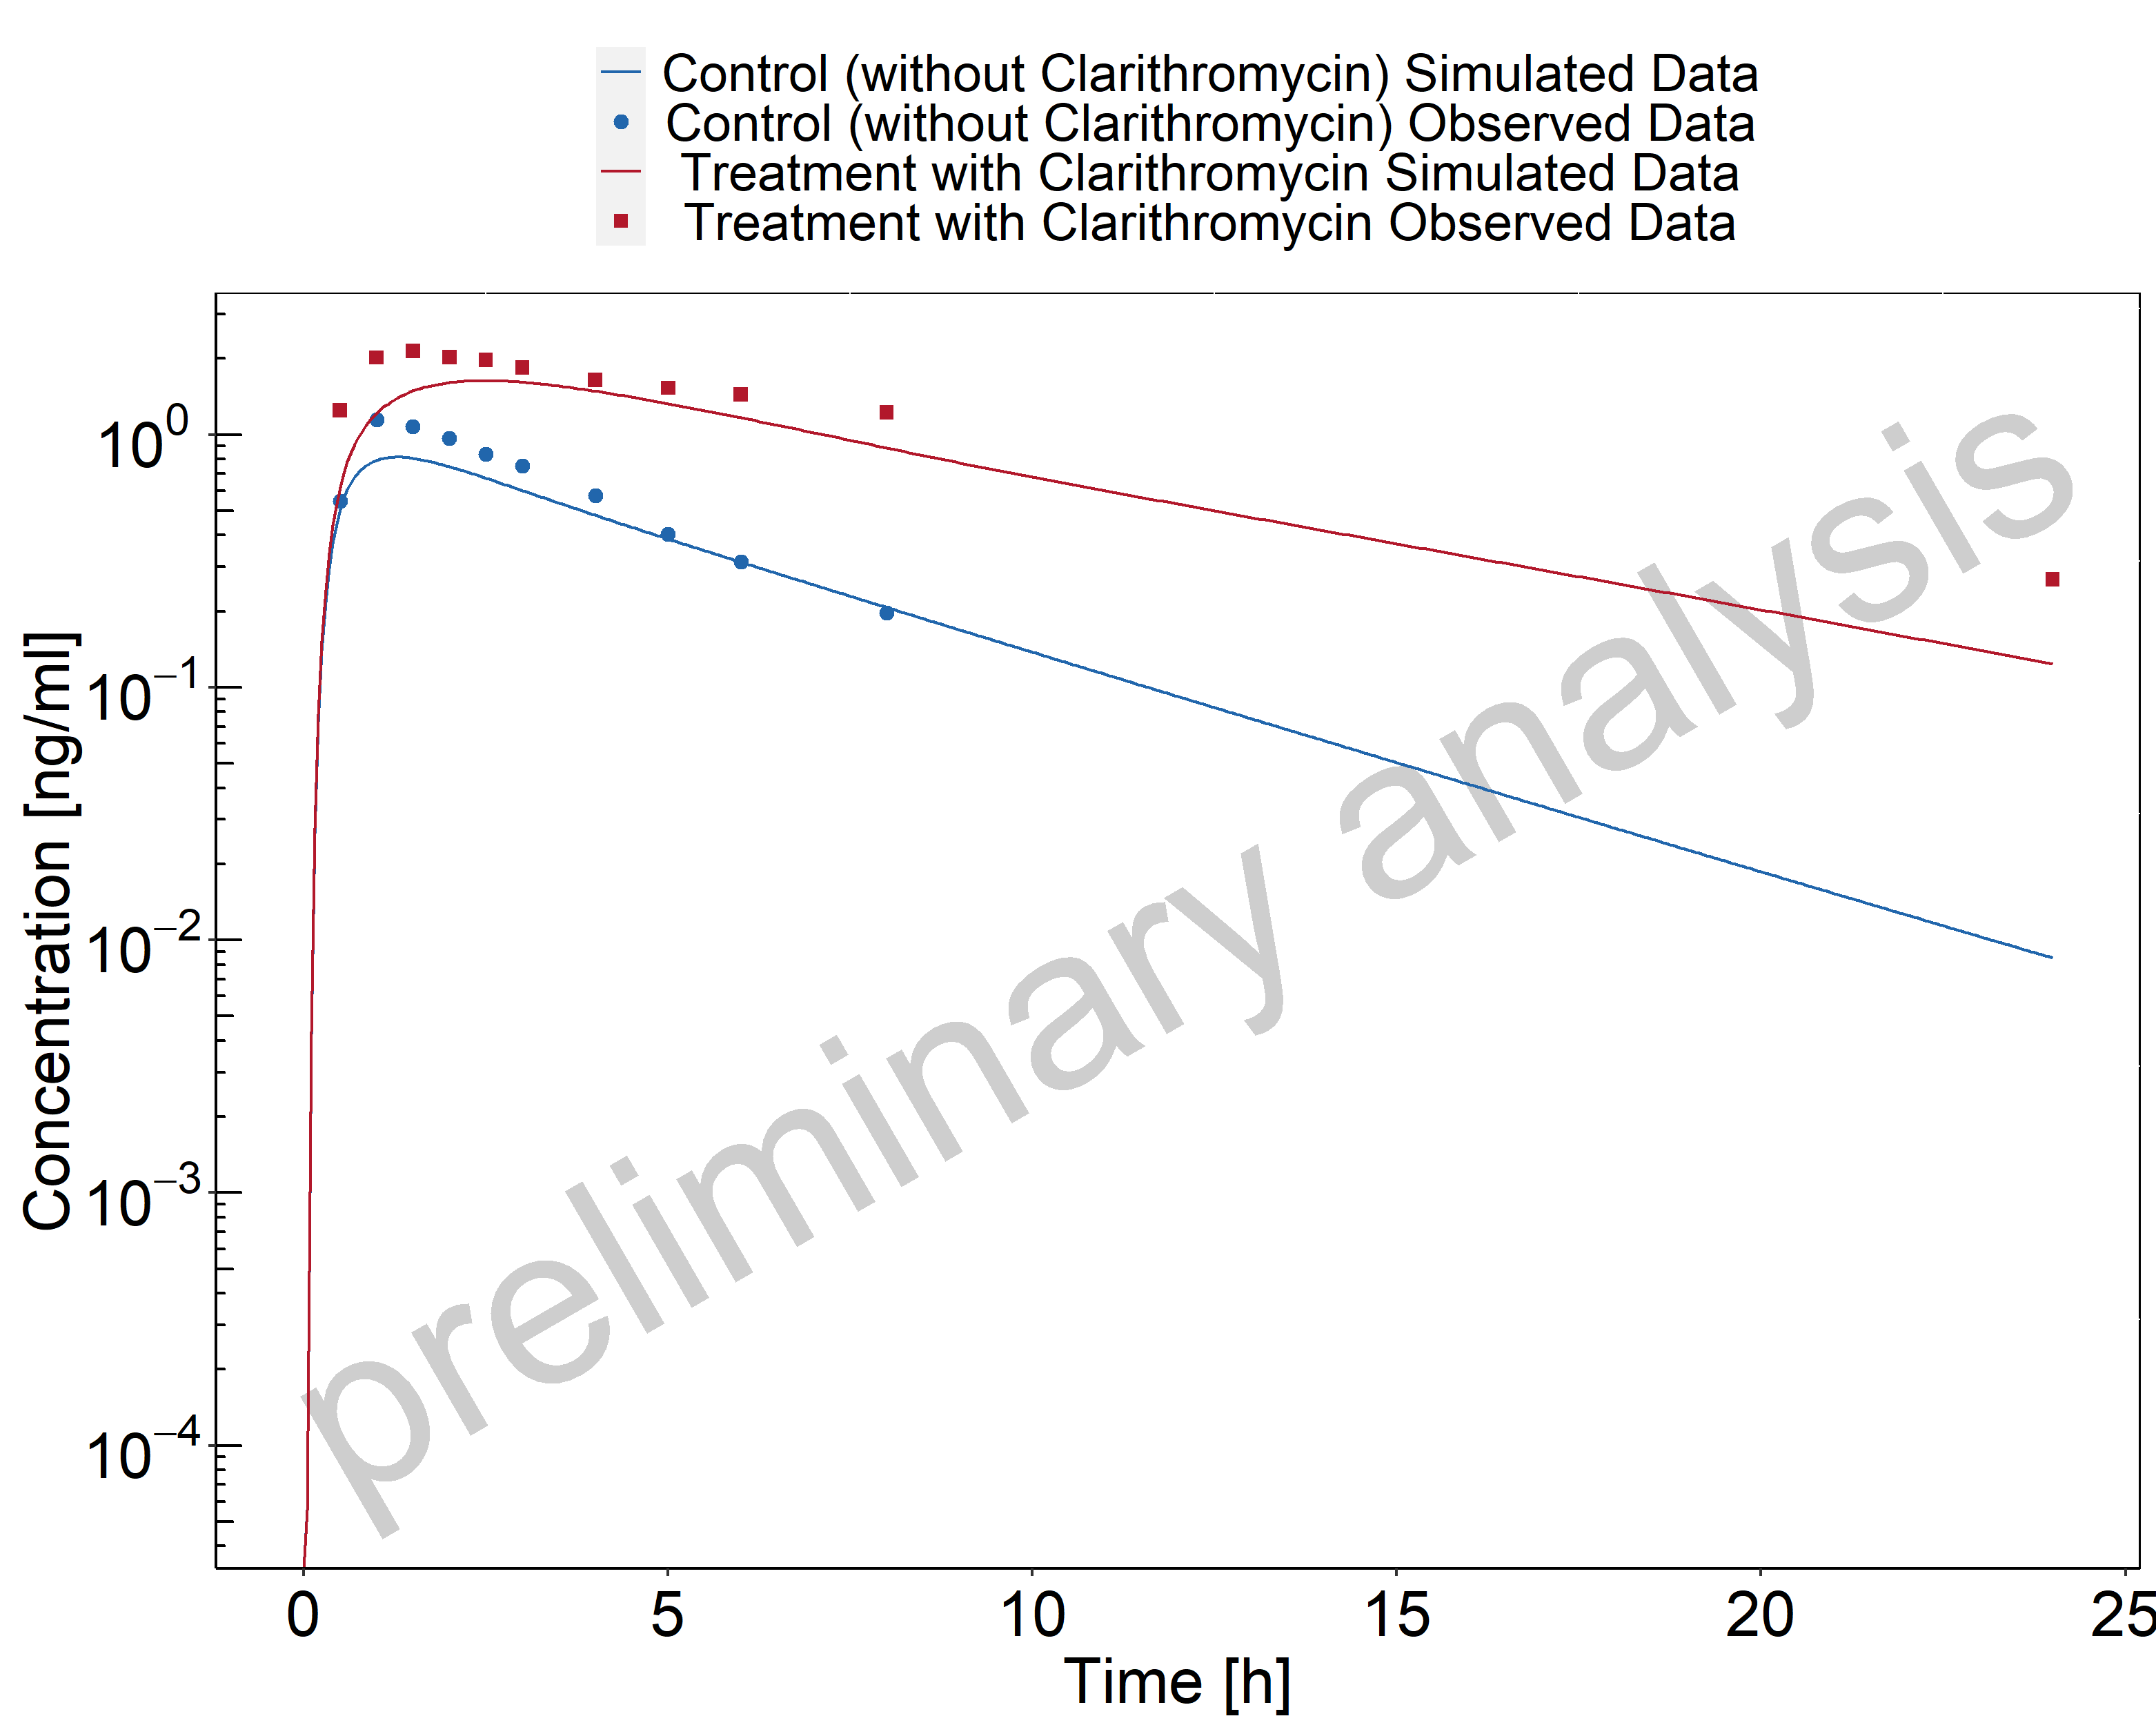 Control (without Clarithromycin) Simulated Data
Control (without Clarithromycin) Observed Data
Treatment with Clarithromycin Simulated Data
Treatment with Clarithromycin Observed Data
Concentration [ng/ml]
10⁰
10⁻¹
10⁻²
10⁻³
10⁻⁴
preliminary analysis
0 5 10 15 20 25
Time [h]